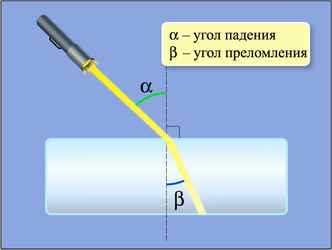 α – угол падения
β – угол преломления
α
β